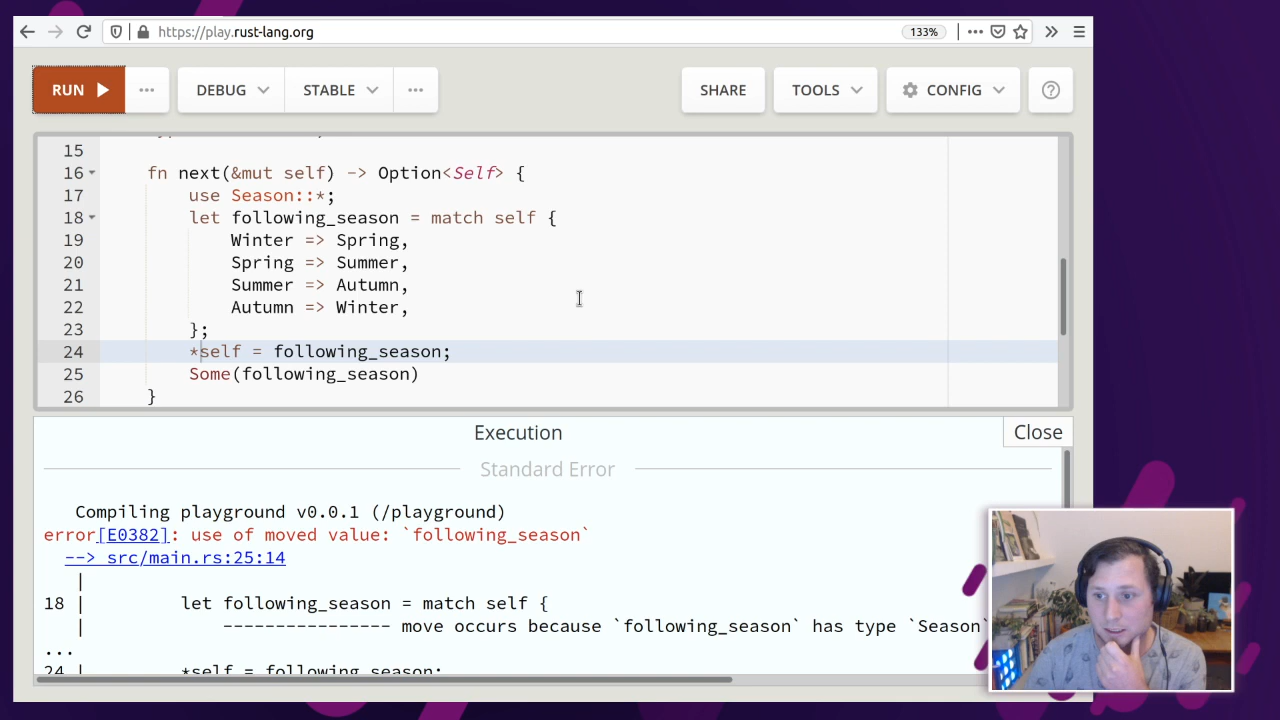 https://play.rust-lang.org
133%
RUN
DEBUG
STABLE
SHARE
TOOLS
CONFIG
15
16 fn next(&mut self) -> Option<Self> {
17 use Season::*;
18 let following_season = match self {
19 Winter => Spring,
20 Spring => Summer,
21 Summer => Autumn,
22 Autumn => Winter,
23 };
24 *self = following_season;
25 Some(following_season)
26 }
Execution
Close
Standard Error
Compiling playground v0.0.1 (/playground)
error[E0382]: use of moved value: `following_season`
--> src/main.rs:25:14
|
18 | let following_season = match self {
| ---------------- move occurs because `following_season` has type `Season`
...
24 | *self = following_season;